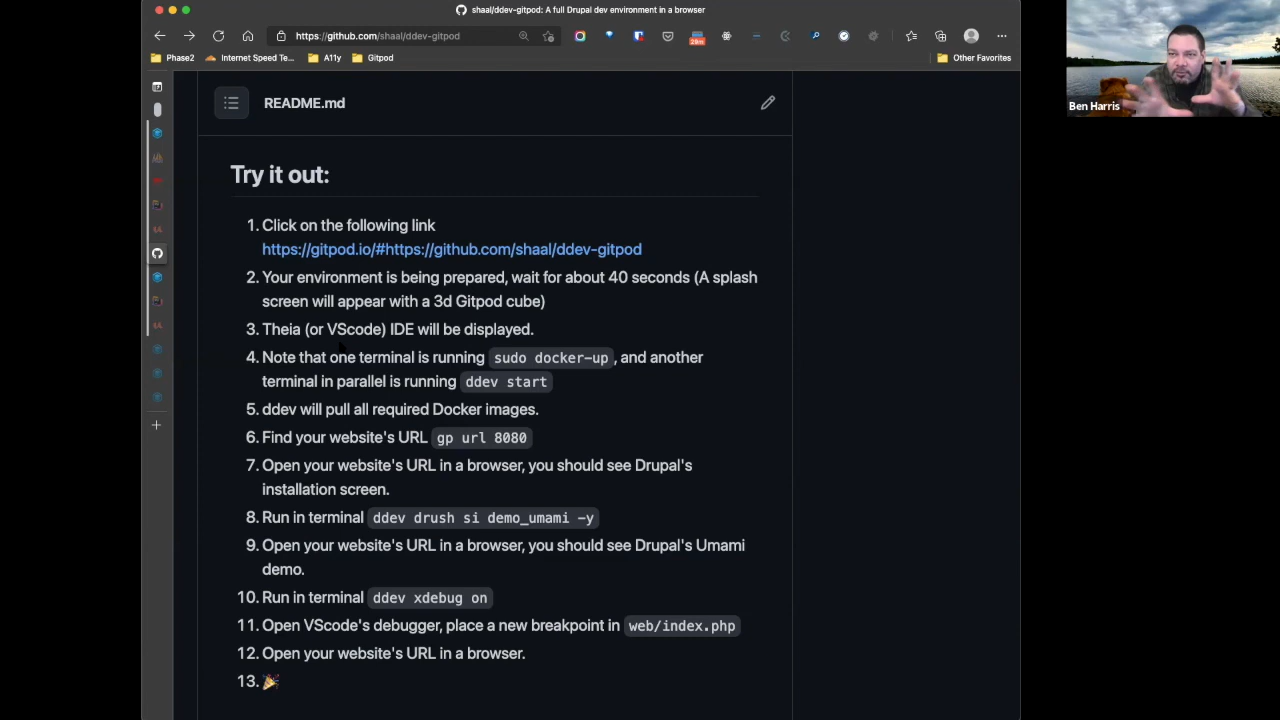 shaal/ddev-gitpod: A full Drupal dev environment in a browser
https://github.com/shaal/ddev-gitpod
28m
Phase2
Internet Speed Te...
A11y
Gitpod
Other Favorites
README.md
Ben Harris
Try it out:
1. Click on the following link
https://gitpod.io/#https://github.com/shaal/ddev-gitpod
2. Your environment is being prepared, wait for about 40 seconds (A splash
screen will appear with a 3d Gitpod cube)
3. Theia (or VScode) IDE will be displayed.
4. Note that one terminal is running sudo docker-up, and another
terminal in parallel is running ddev start
5. ddev will pull all required Docker images.
6. Find your website's URL gp url 8080
7. Open your website's URL in a browser, you should see Drupal's
installation screen.
8. Run in terminal ddev drush si demo_umami -y
9. Open your website's URL in a browser, you should see Drupal's Umami
demo.
10. Run in terminal ddev xdebug on
11. Open VScode's debugger, place a new breakpoint in web/index.php
12. Open your website's URL in a browser.
13. 🎉